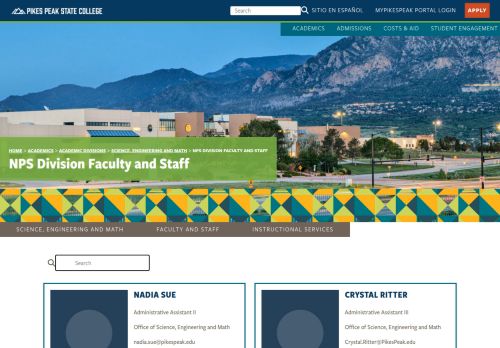 PIKES PEAK STATE COLLEGE
Search
SITIO EN ESPAÑOL
MYPIKESPEAK PORTAL LOGIN
APPLY
ACADEMICS ADMISSIONS COSTS & AID STUDENT ENGAGEMENT
HOME > ACADEMICS > ACADEMIC DIVISIONS > SCIENCE, ENGINEERING AND MATH > NPS DIVISION FACULTY AND STAFF
NPS Division Faculty and Staff
SCIENCE, ENGINEERING AND MATH FACULTY AND STAFF INSTRUCTIONAL SERVICES
Search
NADIA SUE
Administrative Assistant II
Office of Science, Engineering and Math
nadia.sue@pikespeak.edu
CRYSTAL RITTER
Administrative Assistant III
Office of Science, Engineering and Math
Crystal.Ritter@PikesPeak.edu